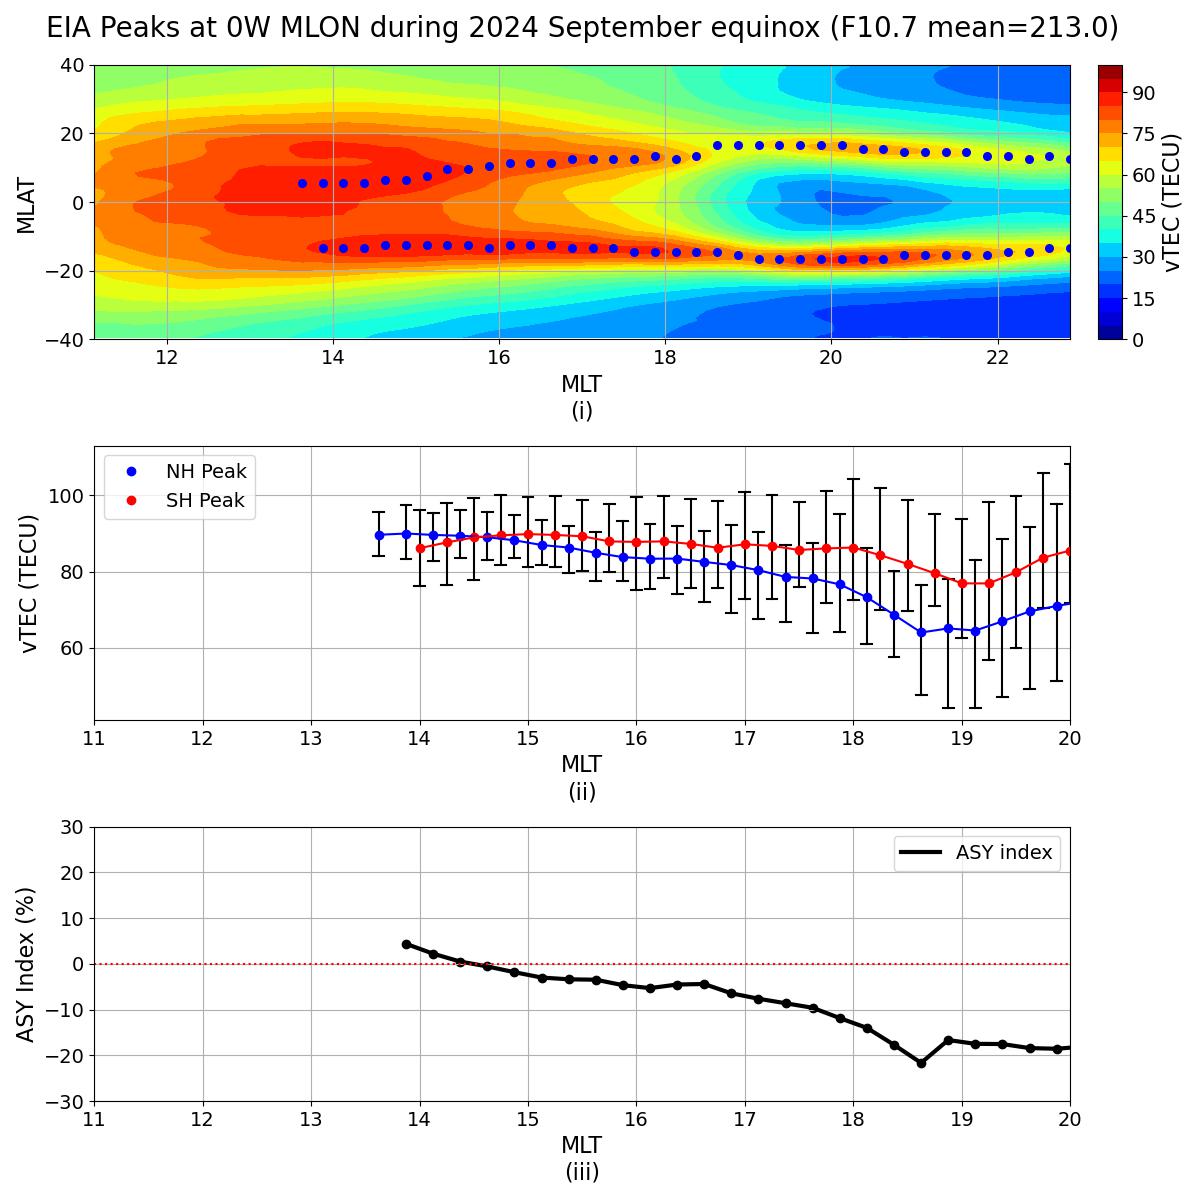 EIA Peaks at 0W MLON during 2024 September equinox (F10.7 mean=213.0)
40
20
0
−20
−40
MLAT
12 14 16 18 20 22
MLT
(i)
90
75
60
45
30
15
0
vTEC (TECU)
NH Peak
SH Peak
100
80
60
vTEC (TECU)
11 12 13 14 15 16 17 18 19 20
MLT
(ii)
ASY index
30
20
10
0
−10
−20
−30
ASY Index (%)
11 12 13 14 15 16 17 18 19 20
MLT
(iii)